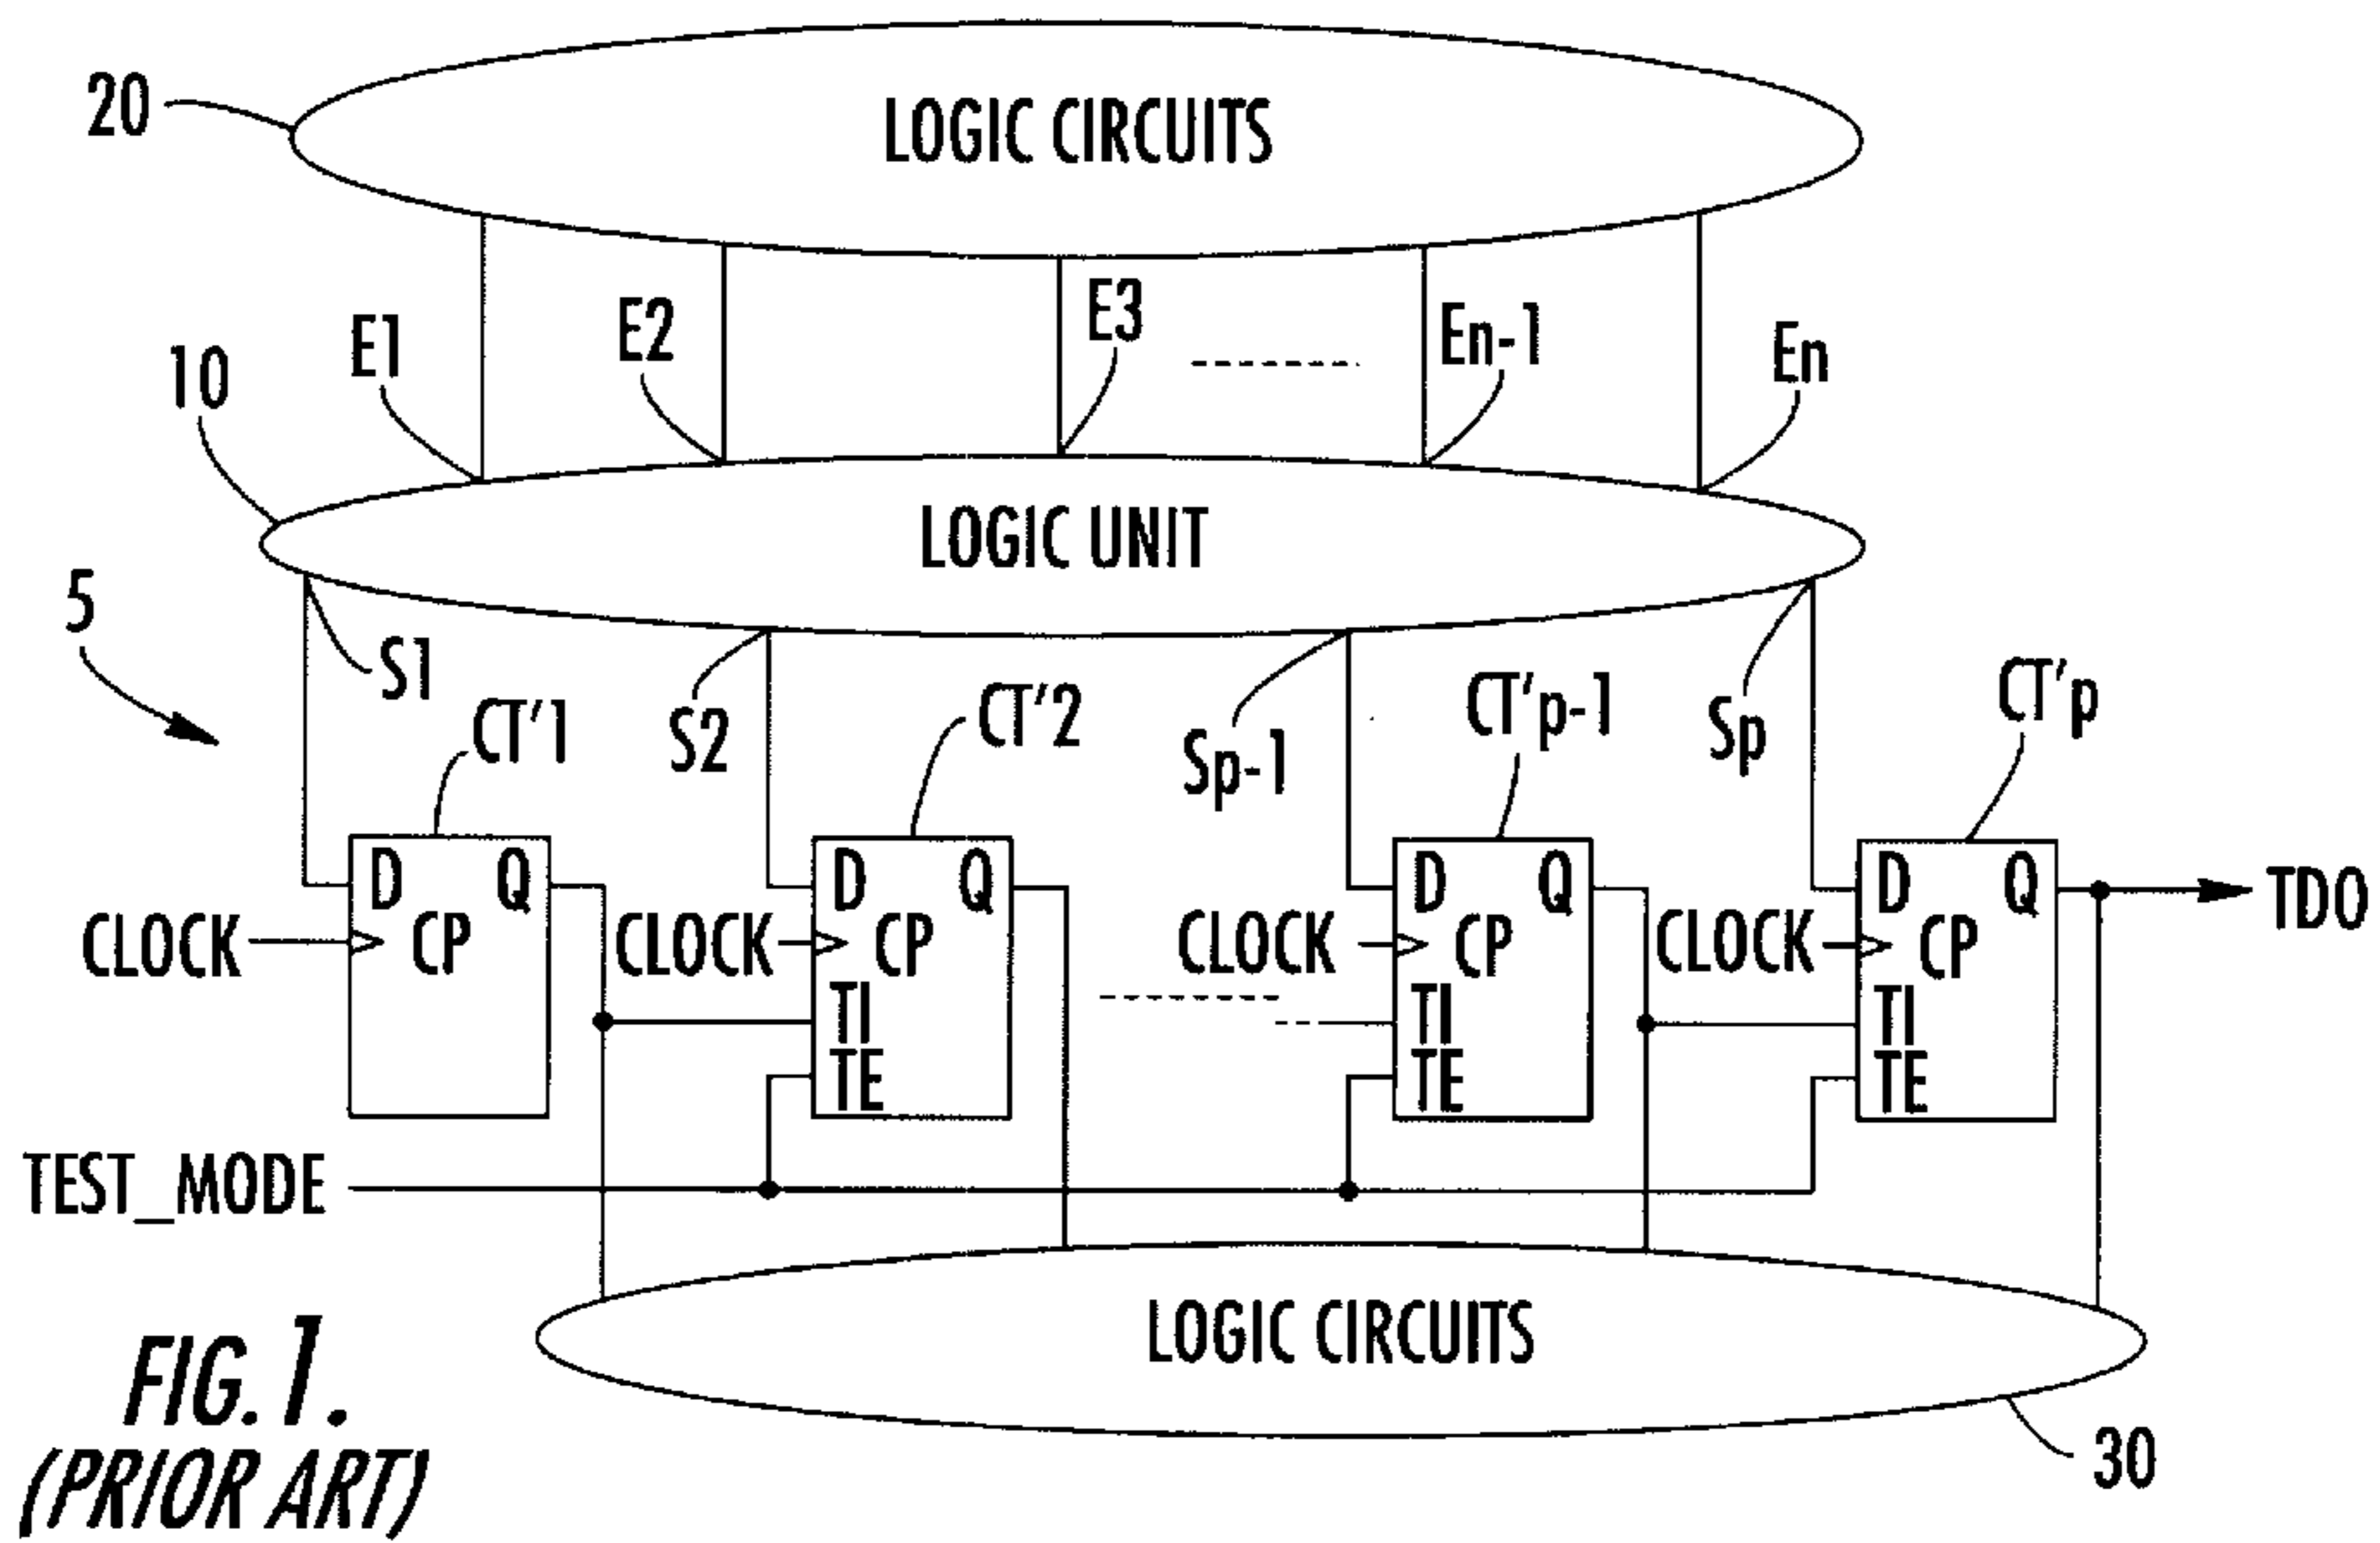 LOGIC CIRCUITS
20
E1
E2
E3
En-1
En
10
LOGIC UNIT
5
S1
S2
Sp-1
Sp
CT'1
CT'2
CT'p-1
CT'p
D Q
CP
CLOCK
D Q
CP
CLOCK
TI
TE
D Q
CP
CLOCK
TI
TE
D Q
CP
CLOCK
TI
TE
TDO
TEST_MODE
LOGIC CIRCUITS
30
FIG. 1.
(PRIOR ART)